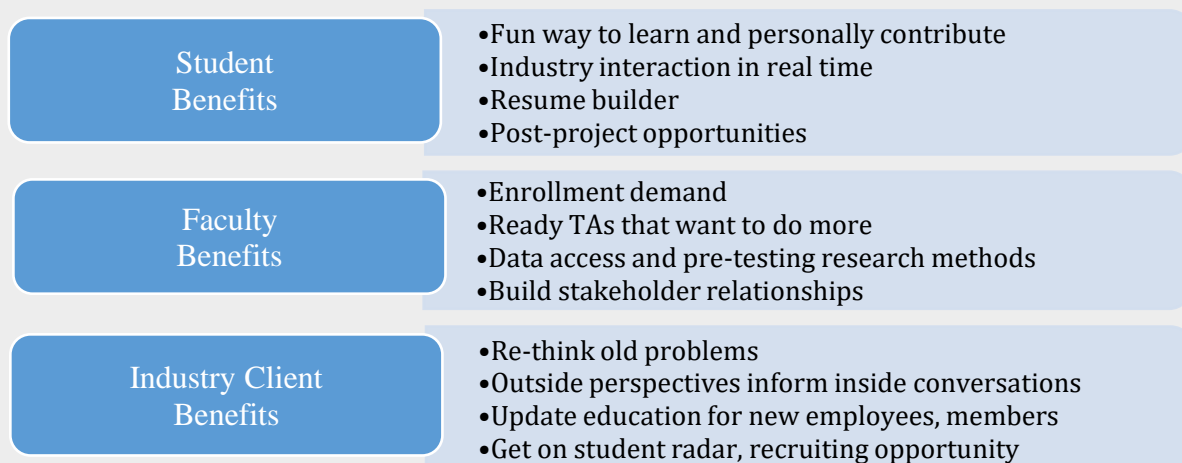 Student
Benefits
•Fun way to learn and personally contribute
•Industry interaction in real time
•Resume builder
•Post-project opportunities
Faculty
Benefits
•Enrollment demand
•Ready TAs that want to do more
•Data access and pre-testing research methods
•Build stakeholder relationships
Industry Client
Benefits
•Re-think old problems
•Outside perspectives inform inside conversations
•Update education for new employees, members
•Get on student radar, recruiting opportunity